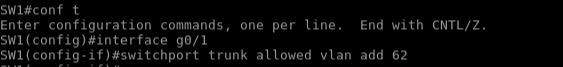 SW1#conf t
Enter configuration commands, one per line.  End with CNTL/Z.
SW1(config)#interface g0/1
SW1(config-if)#switchport trunk allowed vlan add 62